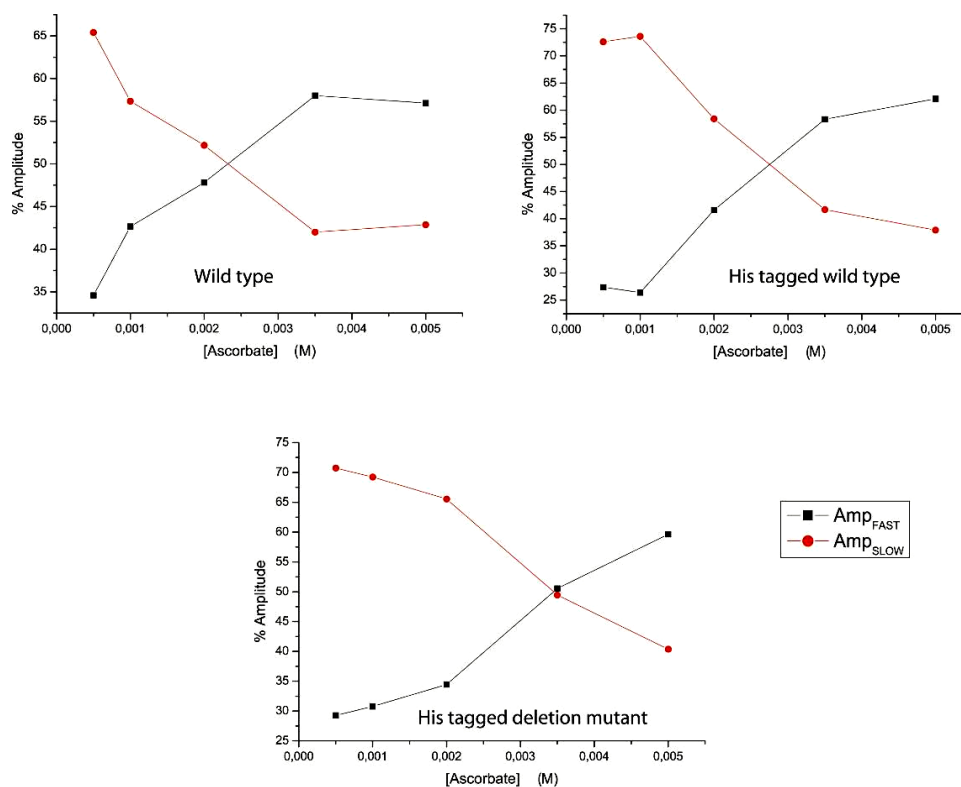 % Amplitude
65
60
55
50
45
40
35
Wild type
0,000 0,001 0,002 0,003 0,004 0,005
[Ascorbate] (M)
% Amplitude
75
70
65
60
55
50
45
40
35
30
25
His tagged wild type
0,000 0,001 0,002 0,003 0,004 0,005
[Ascorbate] (M)
% Amplitude
75
70
65
60
55
50
45
40
35
30
25
His tagged deletion mutant
0,000 0,001 0,002 0,003 0,004 0,005
[Ascorbate] (M)
Amp FAST
Amp SLOW